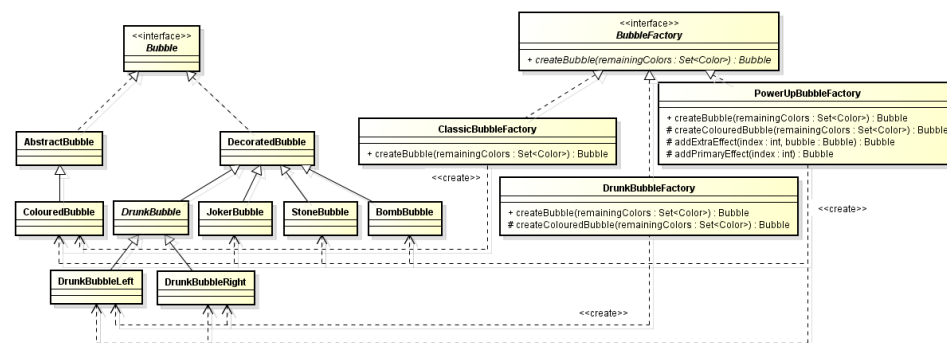 <<interface>>
Bubble
<<interface>>
BubbleFactory
+ createBubble(remainingColors : Set<Color>) : Bubble
PowerUpBubbleFactory
+ createBubble(remainingColors : Set<Color>) : Bubble
# createColouredBubble(remainingColors : Set<Color>) : Bubble
# addExtraEffect(index : int, bubble : Bubble) : Bubble
# addPrimaryEffect(index : int) : Bubble
AbstractBubble
DecoratedBubble
ClassicBubbleFactory
+ createBubble(remainingColors : Set<Color>) : Bubble
<<create>>
DrunkBubbleFactory
+ createBubble(remainingColors : Set<Color>) : Bubble
# createColouredBubble(remainingColors : Set<Color>) : Bubble
<<create>>
ColouredBubble
DrunkBubble
JokerBubble
StoneBubble
BombBubble
DrunkBubbleLeft
DrunkBubbleRight
<<create>>